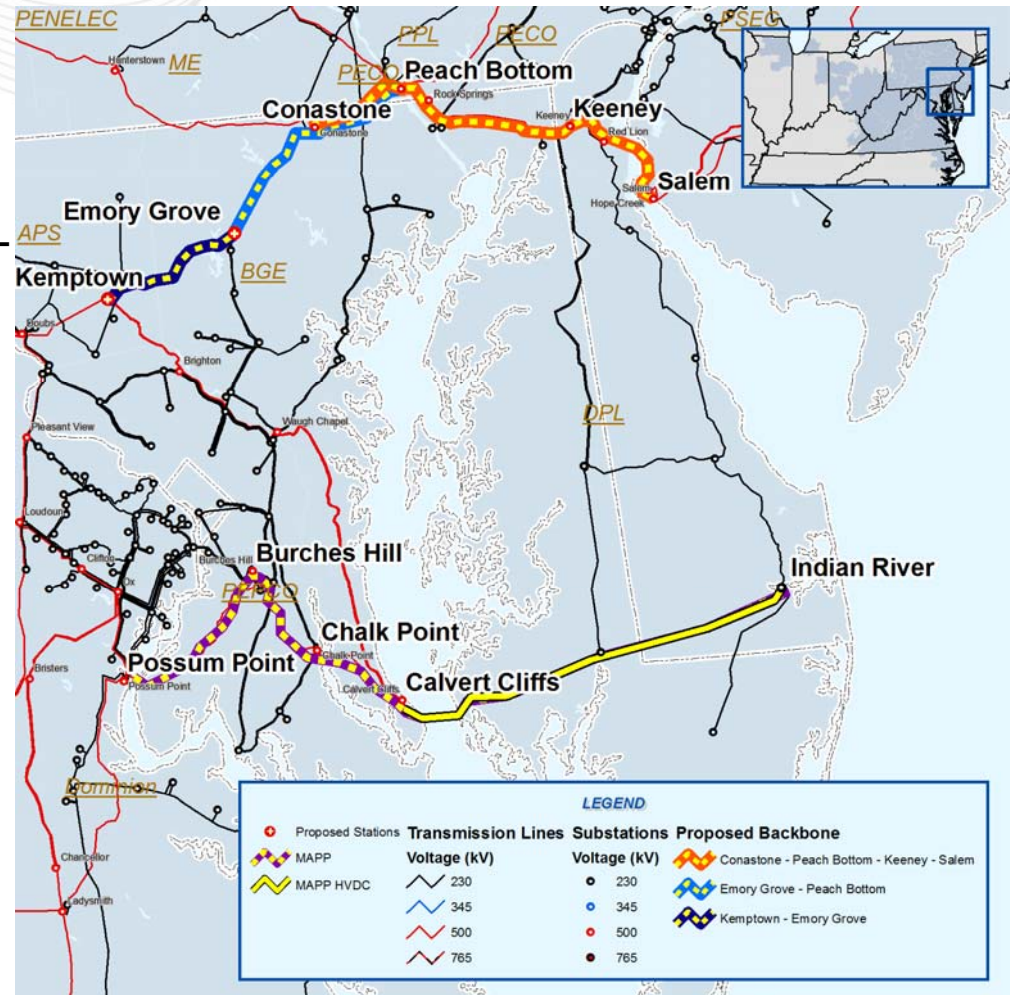 PENELEC
PPL
PECO
PSEG
Hunterstown
ME
PECO
Peach Bottom
Rock Springs
Conastone
Conastone
Keeney
Keeney
Red Lion
Salem
Salem
Hope Creek
Emory Grove
APS
BGE
Kemptown
Doubs
Brighton
Pleasant View
Waugh Chapel
DPL
Loudoun
Clifton
Ox
Burches Hill
Burches Hill
PEPCO
Indian River
Chalk Point
Chalk Point
Bristers
Possum Point
Possum Point
Calvert Cliffs
Calvert Cliffs
Dominion
Chancellor
Ladysmith
LEGEND
Proposed Stations
MAPP
MAPP HVDC
Transmission Lines
Voltage (kV)
230
345
500
765
Substations
Voltage (kV)
230
345
500
765
Proposed Backbone
Conastone - Peach Bottom - Keeney - Salem
Emory Grove - Peach Bottom
Kemptown - Emory Grove